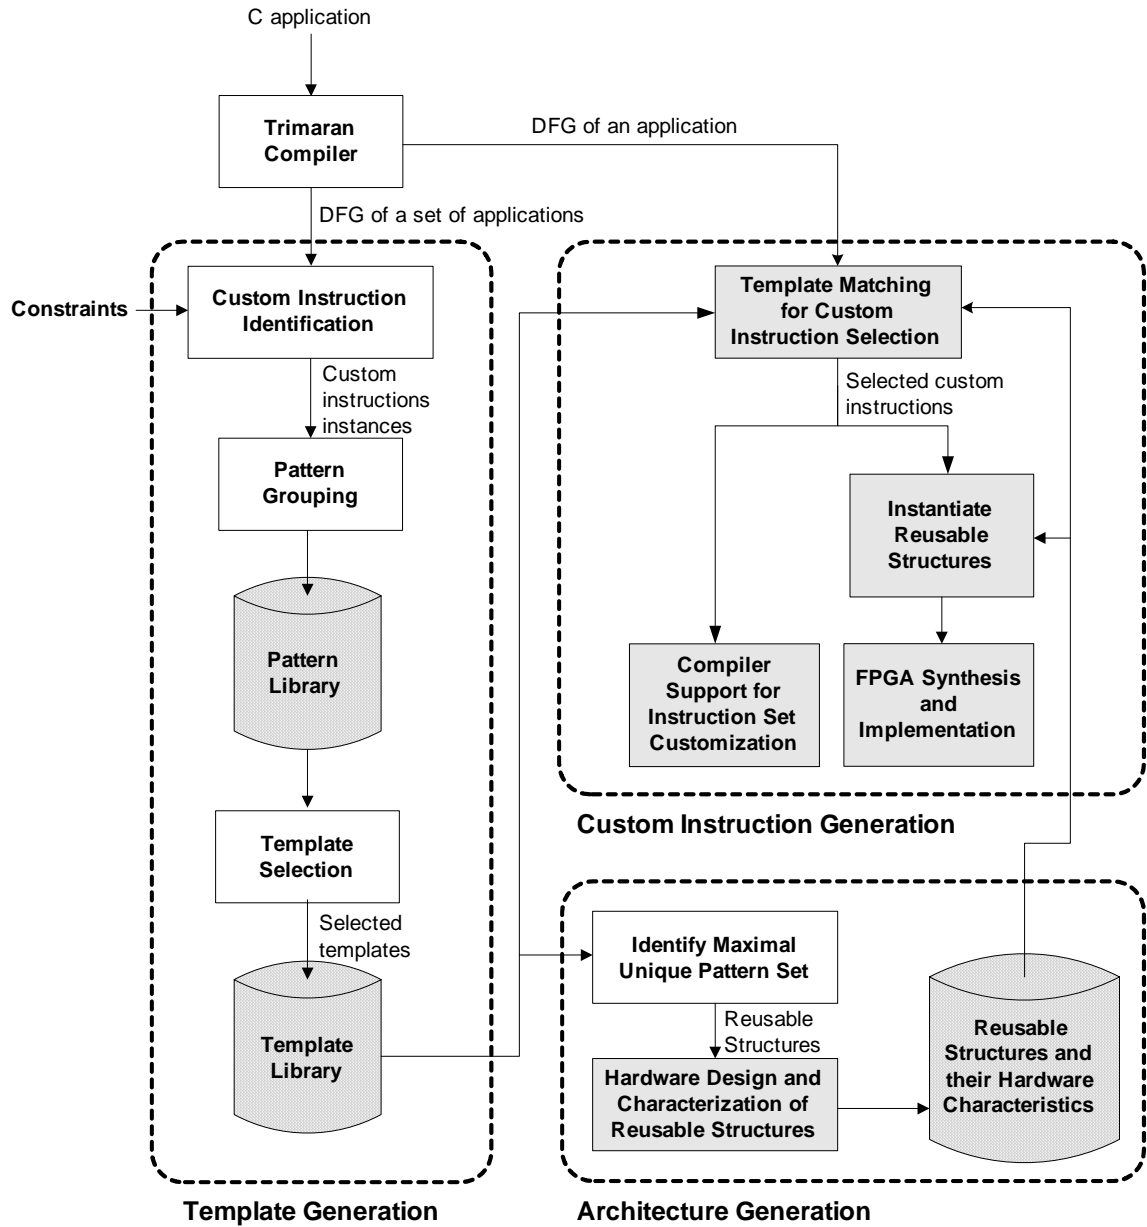 C application
Trimaran
Compiler
DFG of an application
DFG of a set of applications
Constraints
Custom Instruction
Identification
Custom
instructions
instances
Pattern
Grouping
Pattern
Library
Template
Selection
Selected
templates
Template
Library
Template Generation
Template Matching
for Custom
Instruction Selection
Selected custom
instructions
Instantiate
Reusable
Structures
Compiler
Support for
Instruction Set
Customization
FPGA Synthesis
and
Implementation
Custom Instruction Generation
Identify Maximal
Unique Pattern Set
Reusable
Structures
Hardware Design and
Characterization of
Reusable Structures
Reusable
Structures and
their Hardware
Characteristics
Architecture Generation